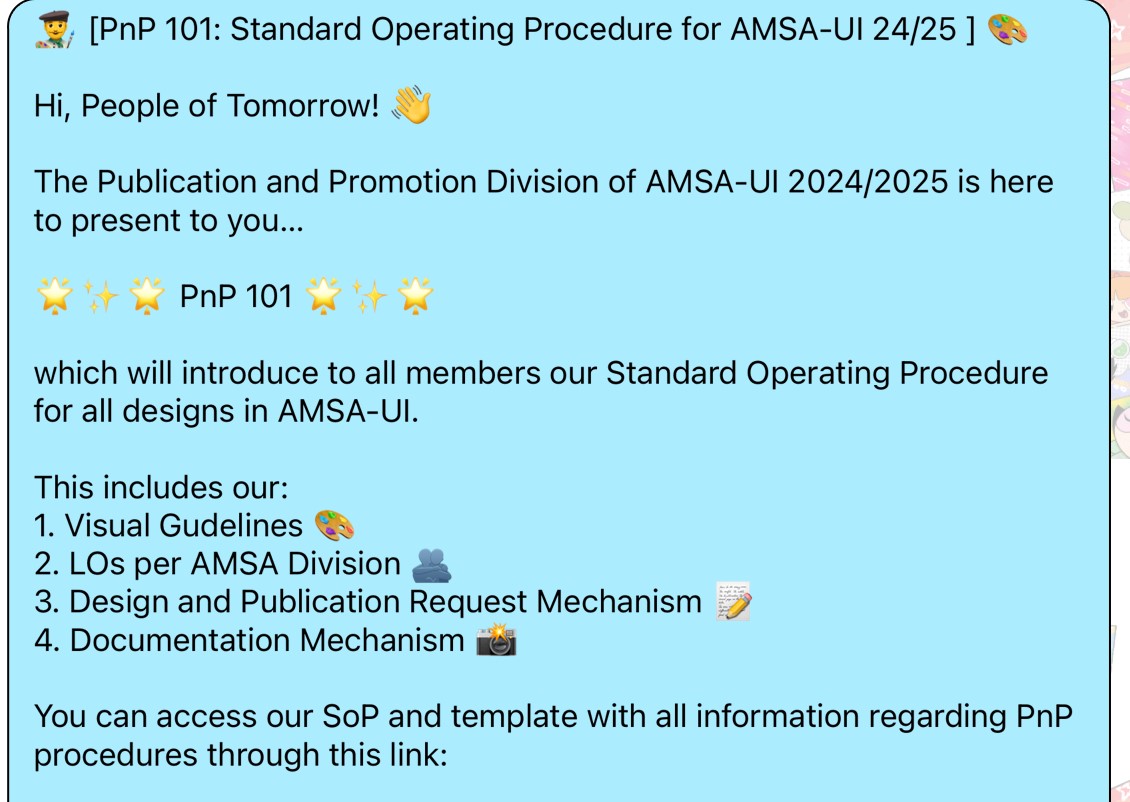 👨‍🎨 [PnP 101: Standard Operating Procedure for AMSA-UI 24/25 ] 🎨
Hi, People of Tomorrow! 👋
The Publication and Promotion Division of AMSA-UI 2024/2025 is here
to present to you...
🌟✨🌟 PnP 101 🌟✨🌟
which will introduce to all members our Standard Operating Procedure
for all designs in AMSA-UI.
This includes our:
1. Visual Gudelines 🎨
2. LOs per AMSA Division 🫂
3. Design and Publication Request Mechanism 📝
4. Documentation Mechanism 📸
You can access our SoP and template with all information regarding PnP
procedures through this link: